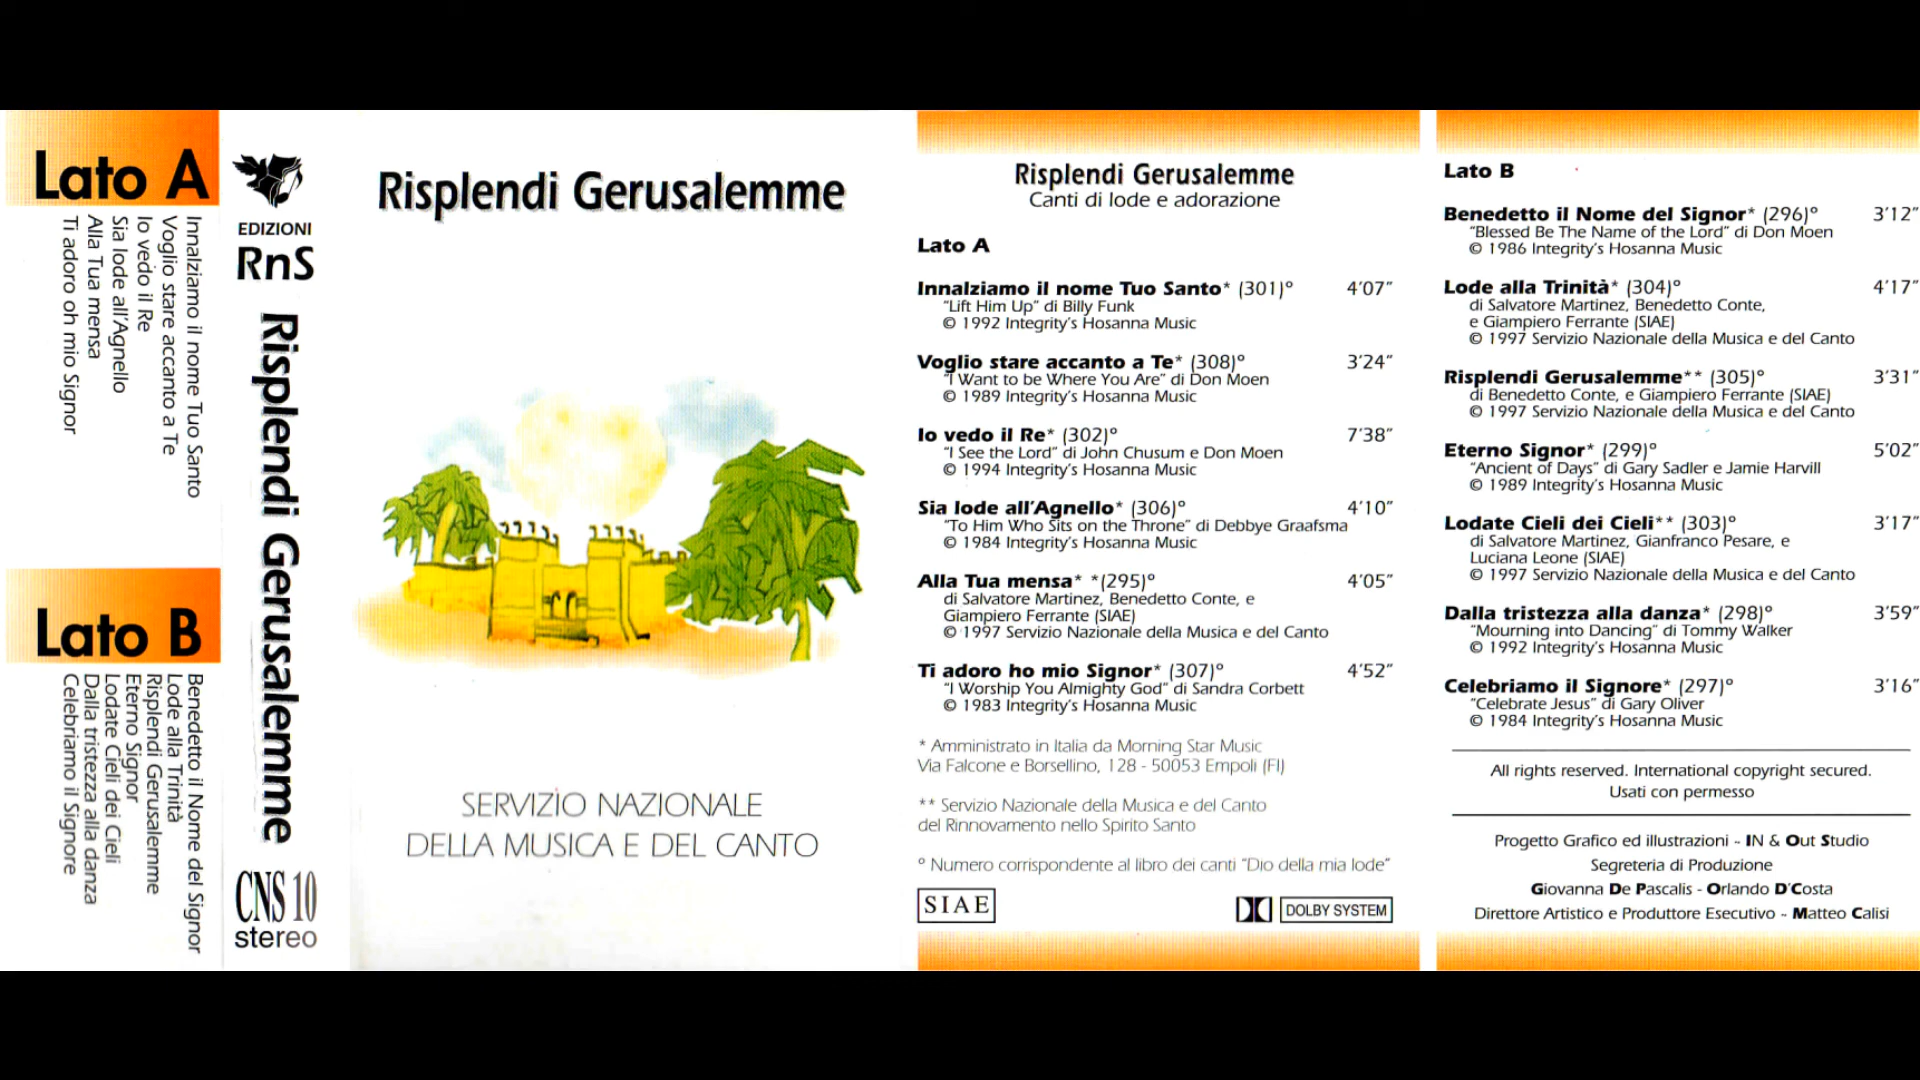 Lato A
Innalziamo il nome Tuo Santo
Voglio stare accanto a Te
Io vedo il Re
Sia lode all'Agnello
Alla Tua mensa
Ti adoro oh mio Signor
Lato B
Benedetto il Nome del Signor
Lode alla Trinità
Risplendi Gerusalemme
Eterno Signor
Lodate Cieli dei Cieli
Dalla tristezza alla danza
Celebriamo il Signore
EDIZIONI
RnS
Risplendi Gerusalemme
CNS 10
stereo
Risplendi Gerusalemme
SERVIZIO NAZIONALE
DELLA MUSICA E DEL CANTO
Risplendi Gerusalemme
Canti di lode e adorazione
Lato A
Innalziamo il nome Tuo Santo* (301)° 4'07"
"Lift Him Up" di Billy Funk
© 1992 Integrity's Hosanna Music
Voglio stare accanto a Te* (308)° 3'24"
"I Want to be Where You Are" di Don Moen
© 1989 Integrity's Hosanna Music
Io vedo il Re* (302)° 7'38"
"I See the Lord" di John Chusum e Don Moen
© 1994 Integrity's Hosanna Music
Sia lode all'Agnello* (306)° 4'10"
"To Him Who Sits on the Throne" di Debbye Graafsma
© 1984 Integrity's Hosanna Music
Alla Tua mensa* *(295)° 4'05"
di Salvatore Martinez, Benedetto Conte, e
Giampiero Ferrante (SIAE)
© 1997 Servizio Nazionale della Musica e del Canto
Ti adoro ho mio Signor* (307)° 4'52"
"I Worship You Almighty God" di Sandra Corbett
© 1983 Integrity's Hosanna Music
* Amministrato in Italia da Morning Star Music
Via Falcone e Borsellino, 128 - 50053 Empoli (FI)
** Servizio Nazionale della Musica e del Canto
del Rinnovamento nello Spirito Santo
° Numero corrispondente al libro dei canti "Dio della mia lode"
SIAE
DOLBY SYSTEM
Lato B
Benedetto il Nome del Signor* (296)° 3'12"
"Blessed Be The Name of the Lord" di Don Moen
© 1986 Integrity's Hosanna Music
Lode alla Trinità* (304)° 4'17"
di Salvatore Martinez, Benedetto Conte,
e Giampiero Ferrante (SIAE)
© 1997 Servizio Nazionale della Musica e del Canto
Risplendi Gerusalemme** (305)° 3'31"
di Benedetto Conte, e Giampiero Ferrante (SIAE)
© 1997 Servizio Nazionale della Musica e del Canto
Eterno Signor* (299)° 5'02"
"Ancient of Days" di Gary Sadler e Jamie Harvill
© 1989 Integrity's Hosanna Music
Lodate Cieli dei Cieli** (303)° 3'17"
di Salvatore Martinez, Gianfranco Pesare, e
Luciana Leone (SIAE)
© 1997 Servizio Nazionale della Musica e del Canto
Dalla tristezza alla danza* (298)° 3'59"
"Mourning into Dancing" di Tommy Walker
© 1992 Integrity's Hosanna Music
Celebriamo il Signore* (297)° 3'16"
"Celebrate Jesus" di Gary Oliver
© 1984 Integrity's Hosanna Music
All rights reserved. International copyright secured.
Usati con permesso
Progetto Grafico ed illustrazioni - IN & Out Studio
Segreteria di Produzione
Giovanna De Pascalis - Orlando D'Costa
Direttore Artistico e Produttore Esecutivo - Matteo Calisi